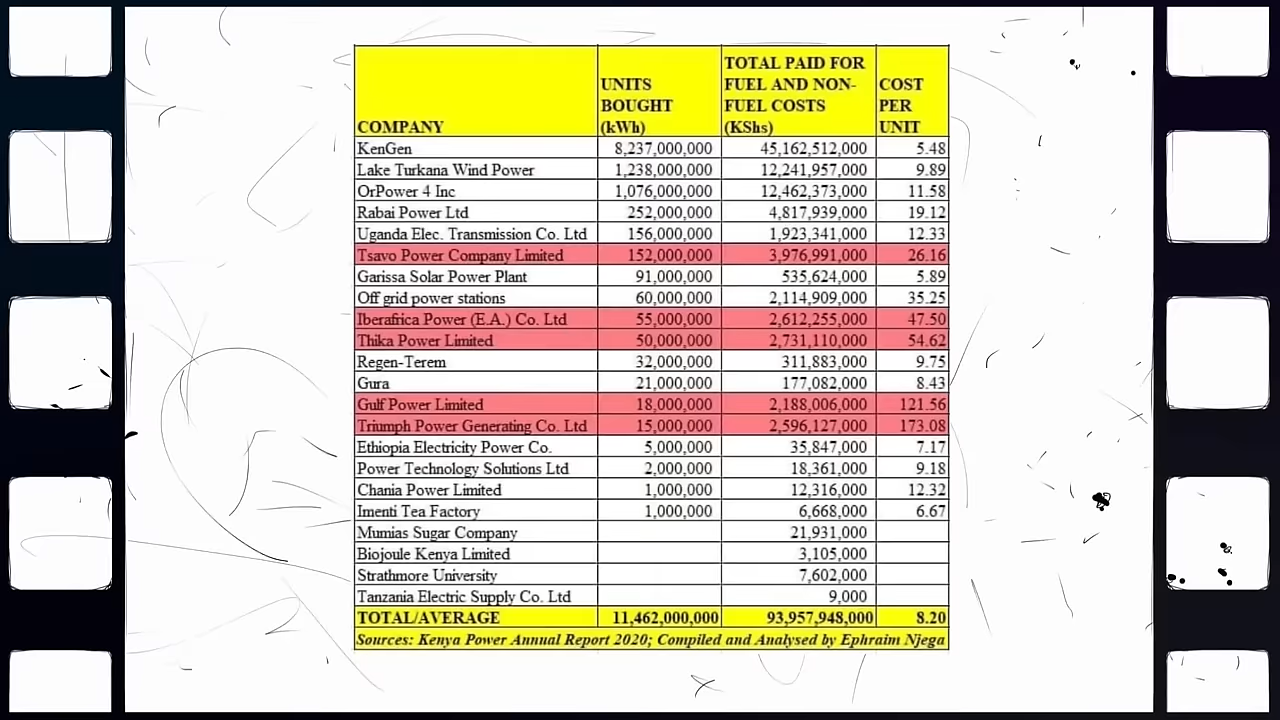 COMPANY UNITS BOUGHT (kWh) TOTAL PAID FOR FUEL AND NON-FUEL COSTS (KShs) COST PER UNIT
KenGen 8,237,000,000 45,162,512,000 5.48
Lake Turkana Wind Power 1,238,000,000 12,241,957,000 9.89
OrPower 4 Inc 1,076,000,000 12,462,373,000 11.58
Rabai Power Ltd 252,000,000 4,817,939,000 19.12
Uganda Elec. Transmission Co. Ltd 156,000,000 1,923,341,000 12.33
Tsavo Power Company Limited 152,000,000 3,976,991,000 26.16
Garissa Solar Power Plant 91,000,000 535,624,000 5.89
Off grid power stations 60,000,000 2,114,909,000 35.25
Iberafrica Power (E.A.) Co. Ltd 55,000,000 2,612,255,000 47.50
Thika Power Limited 50,000,000 2,731,110,000 54.62
Regen-Terem 32,000,000 311,883,000 9.75
Gura 21,000,000 177,082,000 8.43
Gulf Power Limited 18,000,000 2,188,006,000 121.56
Triumph Power Generating Co. Ltd 15,000,000 2,596,127,000 173.08
Ethiopia Electricity Power Co. 5,000,000 35,847,000 7.17
Power Technology Solutions Ltd 2,000,000 18,361,000 9.18
Chania Power Limited 1,000,000 12,316,000 12.32
Imenti Tea Factory 1,000,000 6,668,000 6.67
Mumias Sugar Company 21,931,000
Biojoule Kenya Limited 3,105,000
Strathmore University 7,602,000
Tanzania Electric Supply Co. Ltd 9,000
TOTAL/AVERAGE 11,462,000,000 93,957,948,000 8.20
Sources: Kenya Power Annual Report 2020; Compiled and Analysed by Ephraim Njega